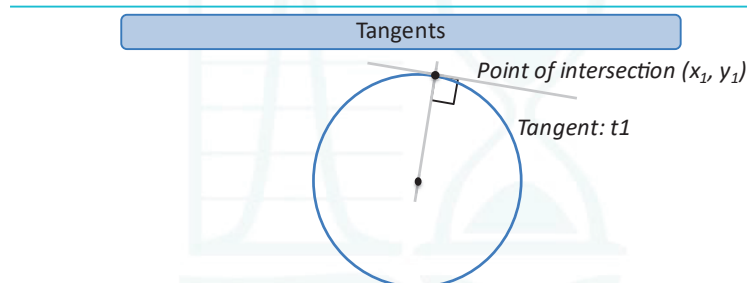 Tangents
Point of intersection (x₁, y₁)
Tangent: t1